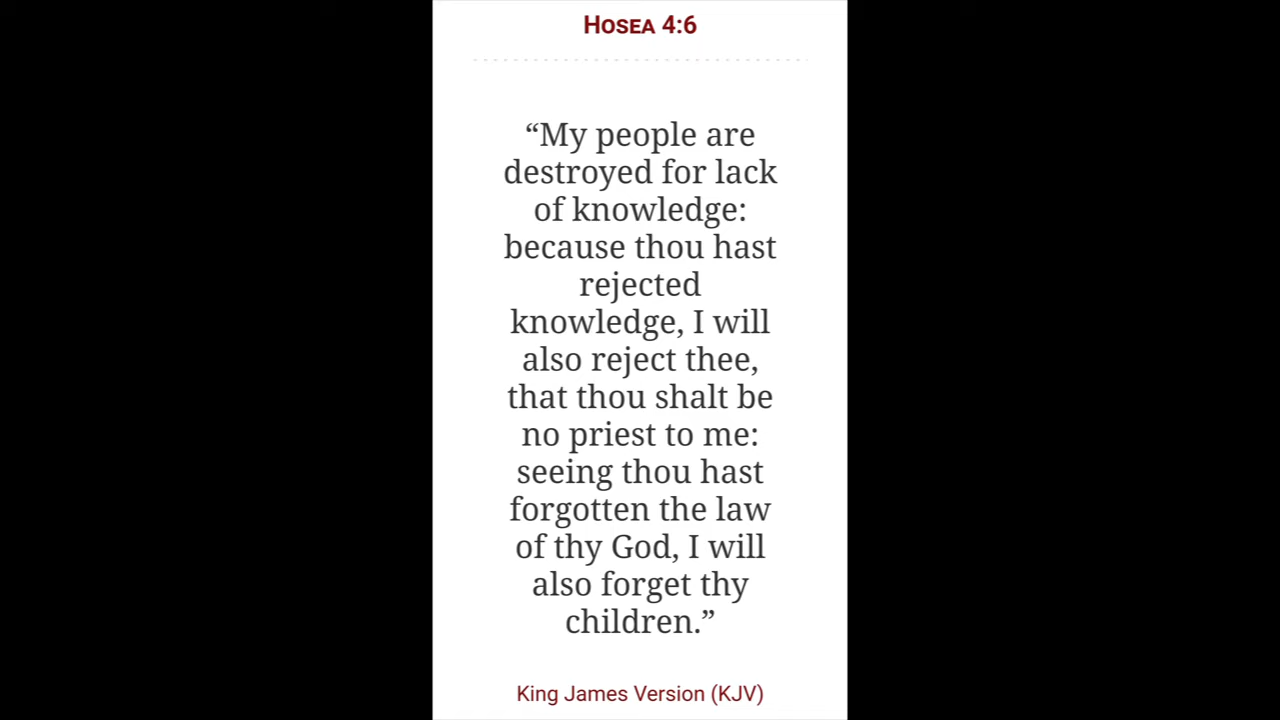 Hosea 4:6
“My people are
destroyed for lack
of knowledge:
because thou hast
rejected
knowledge, I will
also reject thee,
that thou shalt be
no priest to me:
seeing thou hast
forgotten the law
of thy God, I will
also forget thy
children.”
King James Version (KJV)